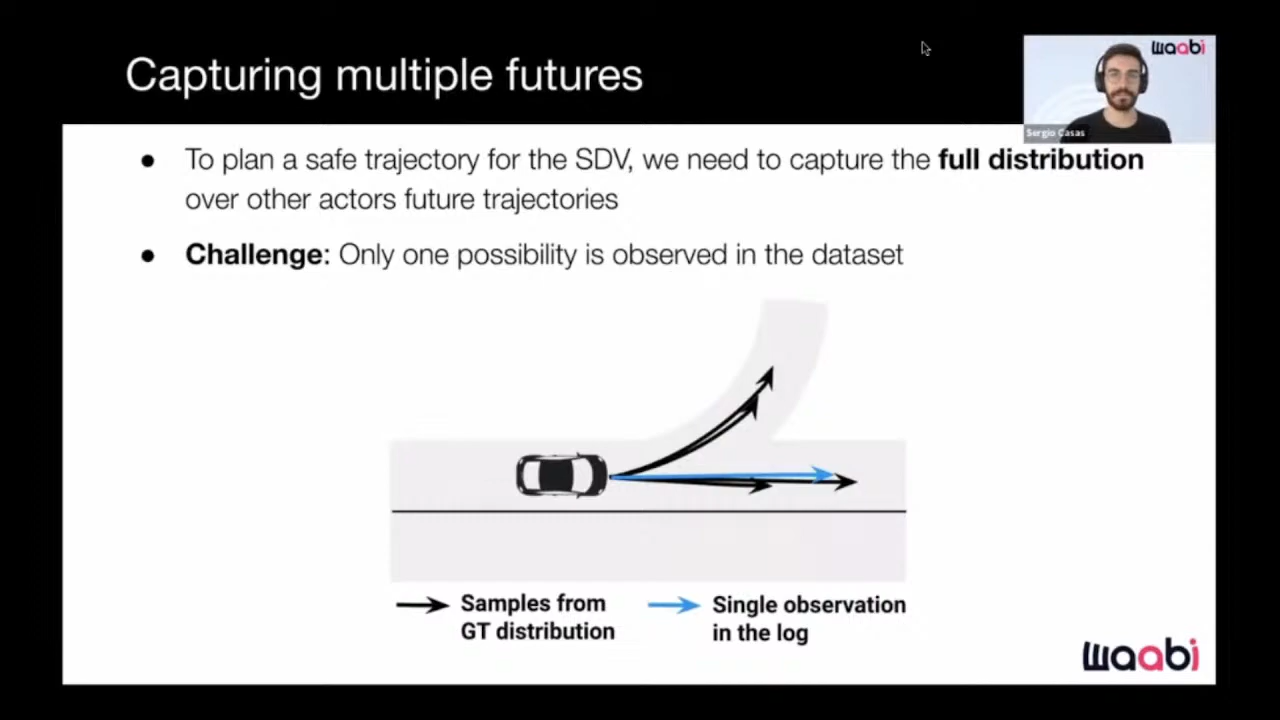 Capturing multiple futures
waabi
Sergio Casas
● To plan a safe trajectory for the SDV, we need to capture the full distribution
over other actors future trajectories
● Challenge: Only one possibility is observed in the dataset
Samples from
GT distribution
Single observation
in the log
waabi